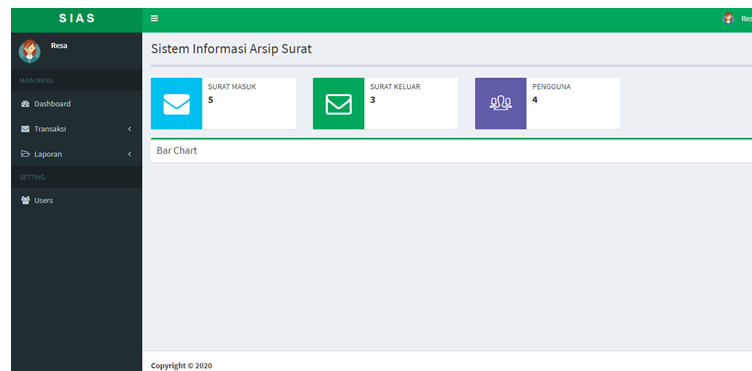 SIAS
Res
Resa
MAIN MENU
Dashboard
Transaksi
Laporan
SETTING
Users
Sistem Informasi Arsip Surat
SURAT MASUK
5
SURAT KELUAR
3
PENGGUNA
4
Bar Chart
Copyright © 2020